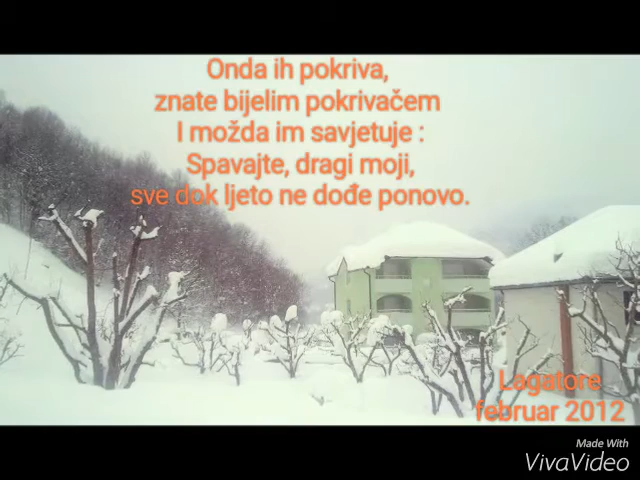 Onda ih pokriva,
znate bijelim pokrivačem
I možda im savjetuje :
Spavajte, dragi moji,
sve dok ljeto ne dođe ponovo.
Lagatore
februar 2012
Made With
VivaVideo